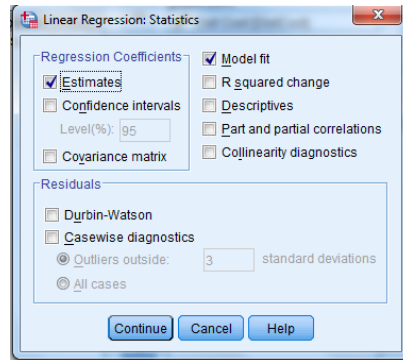 Linear Regression: Statistics
Regression Coefficients
Estimates
Confidence intervals
Level(%): 95
Covariance matrix
Model fit
R squared change
Descriptives
Part and partial correlations
Collinearity diagnostics
Residuals
Durbin-Watson
Casewise diagnostics
Outliers outside: 3 standard deviations
All cases
Continue Cancel Help